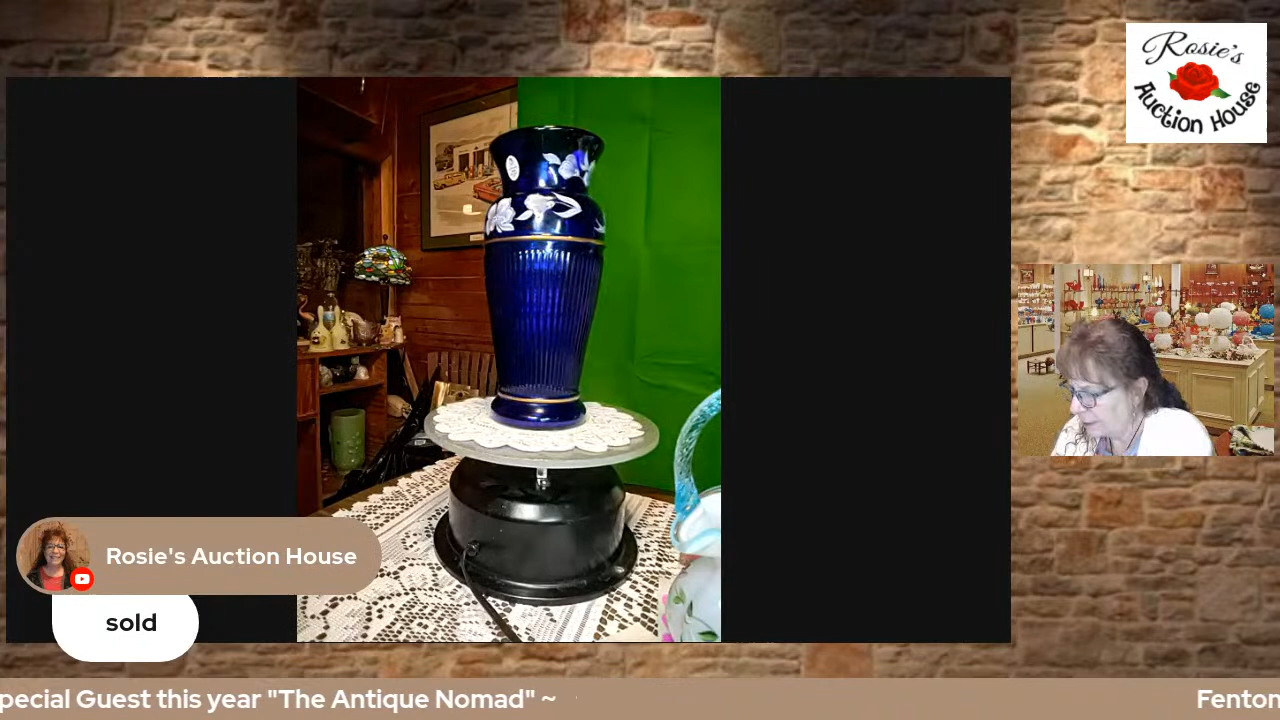 Rosie's
Auction House
Rosie's Auction House
sold
pecial Guest this year "The Antique Nomad" ~
Fenton